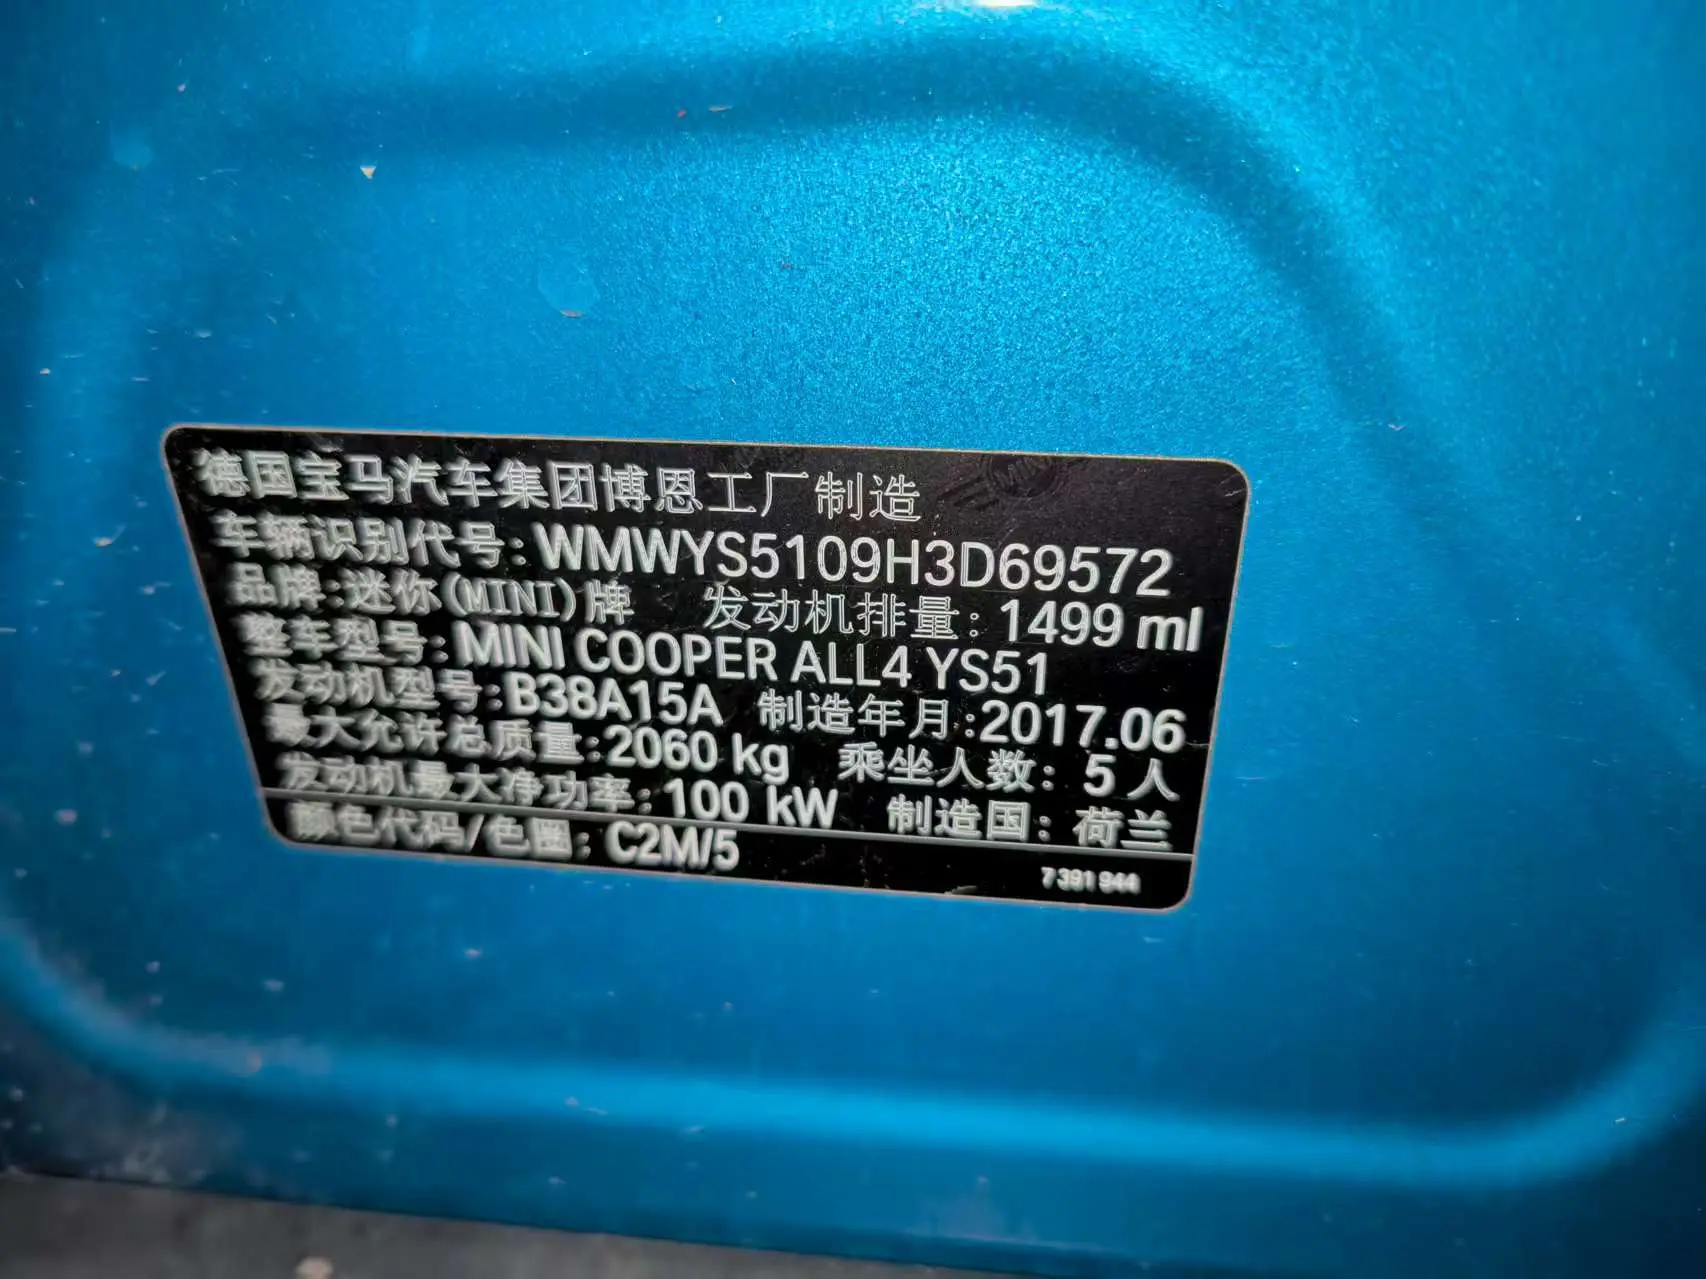 德国宝马汽车集团博恩工厂制造
车辆识别代号:WMWYS5109H3D69572
品牌:迷你(MINI)牌 发动机排量: 1499 ml
整车型号: MINI COOPER ALL4 YS51
发动机型号:B38A15A 制造年月:2017.06
最大允许总质量:2060 kg 乘坐人数: 5人
发动机最大净功率:100 kW 制造国: 荷兰
颜色代码/色圈: C2M/5
7 391 944